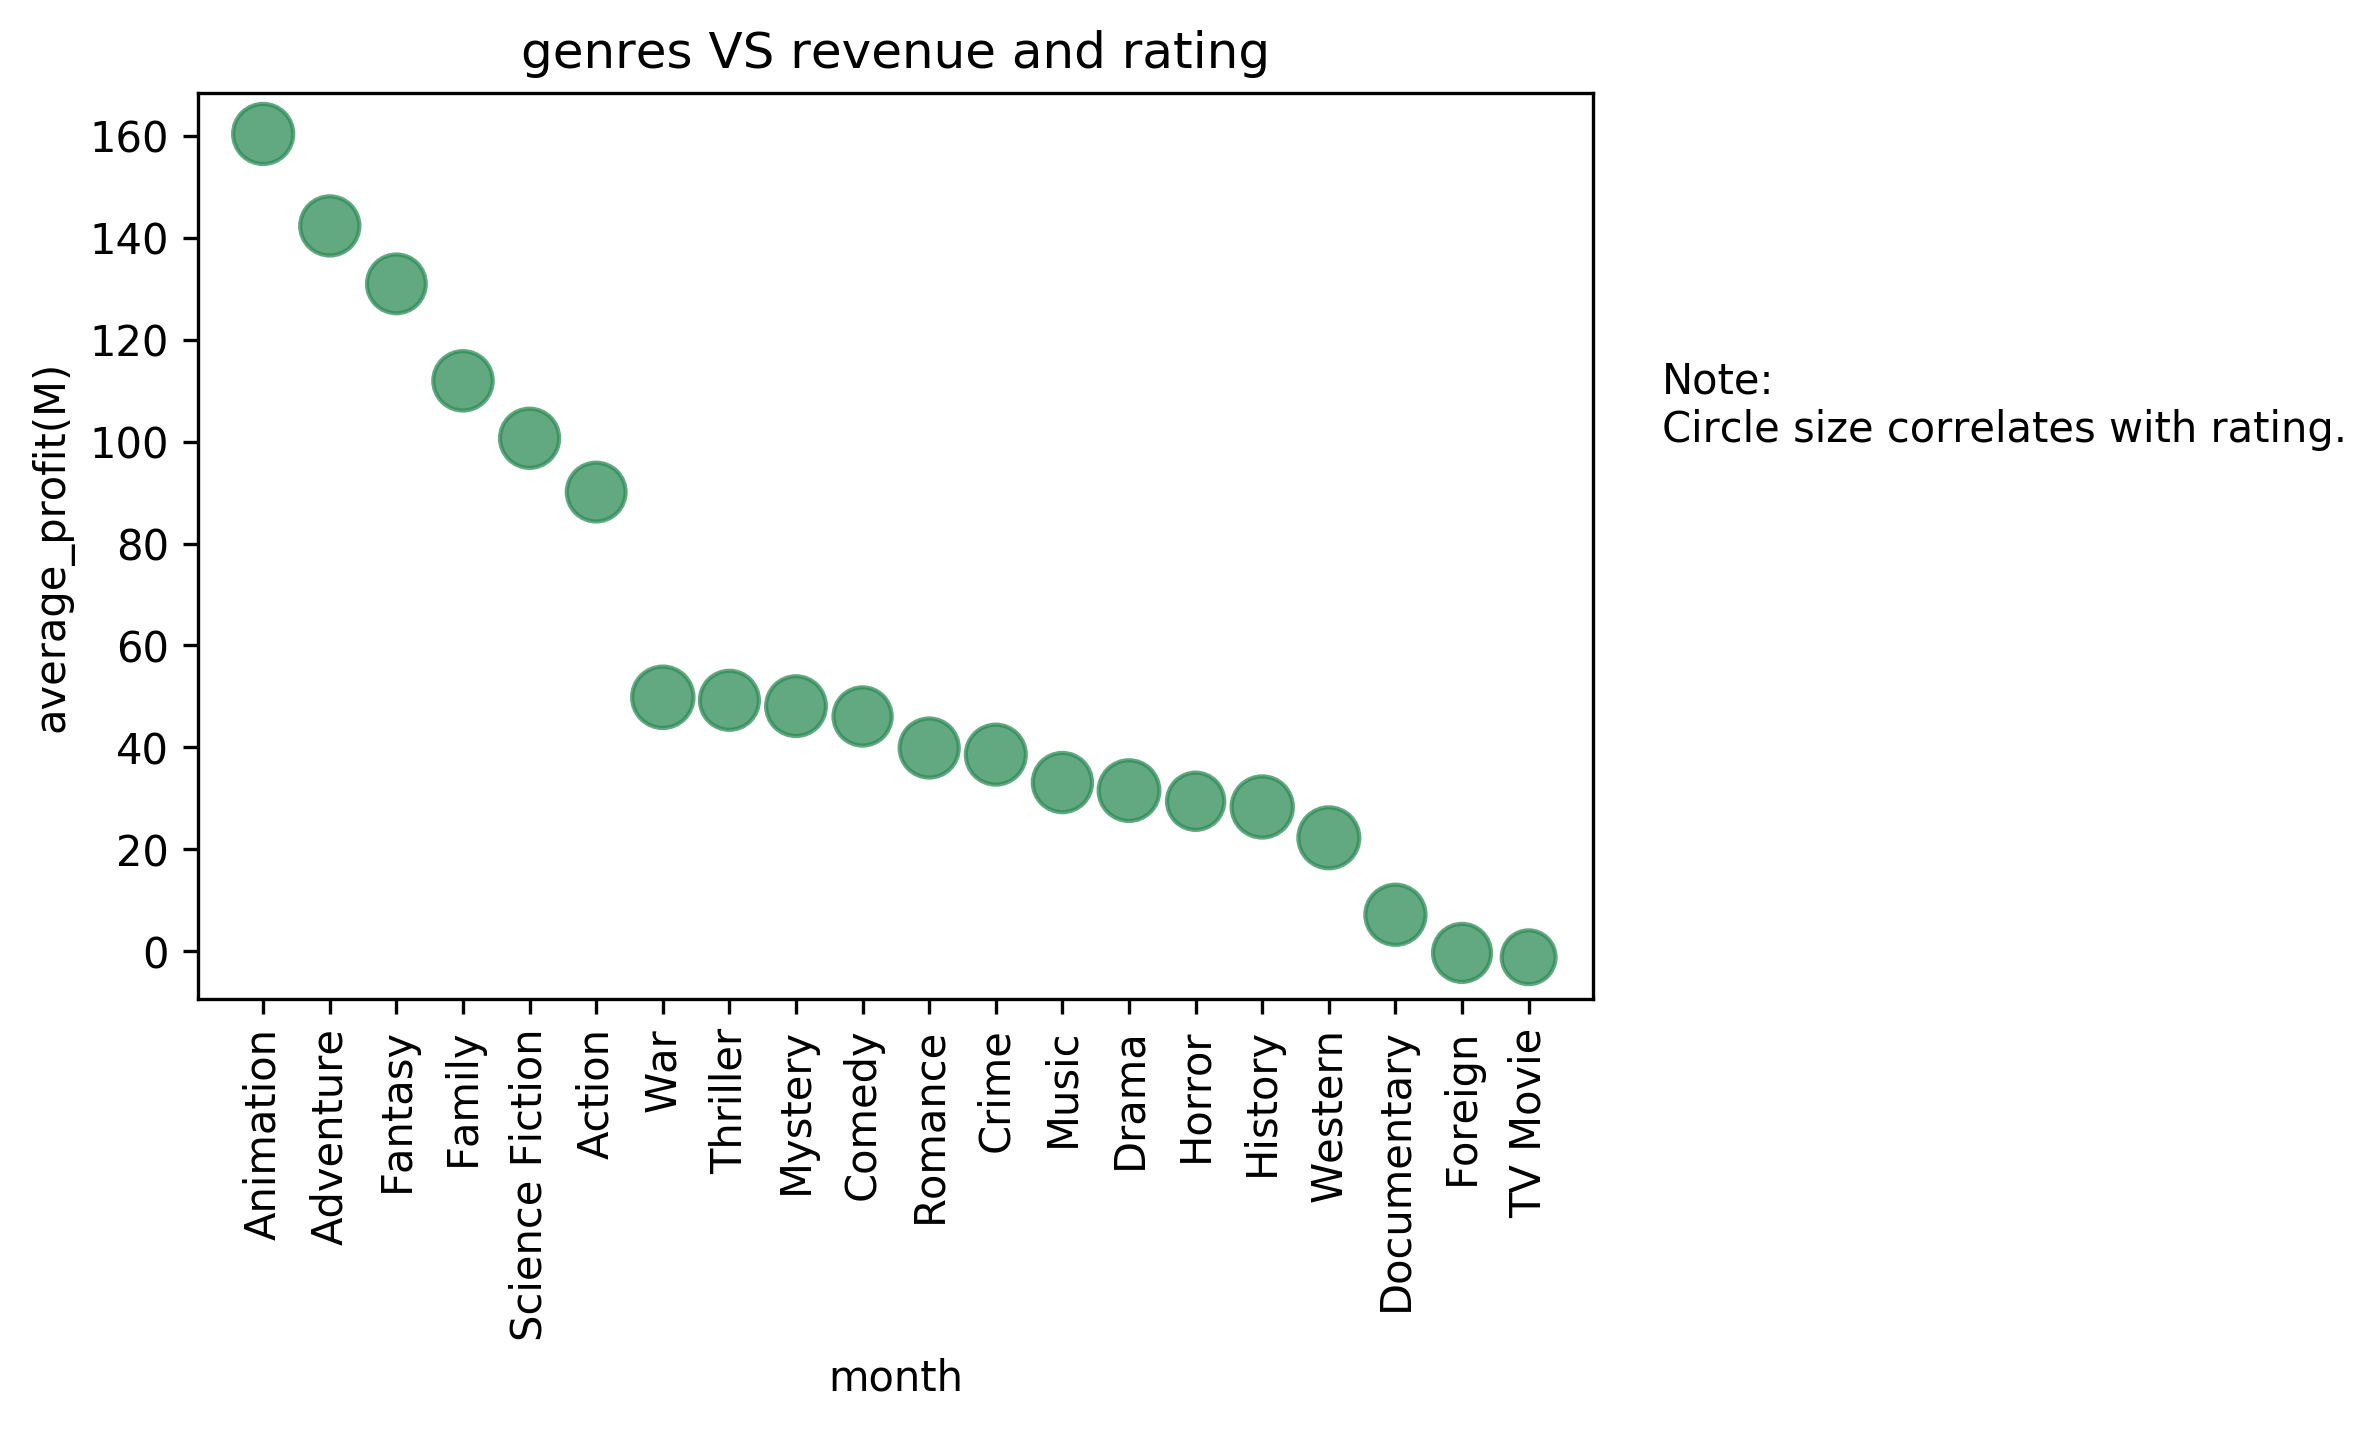 genres VS revenue and rating
average_profit(M)
160
140
120
100
80
60
40
20
0
Note:
Circle size correlates with rating.
Animation
Adventure
Fantasy
Family
Science Fiction
Action
War
Thriller
Mystery
Comedy
Romance
Crime
Music
Drama
Horror
History
Western
Documentary
Foreign
TV Movie
month